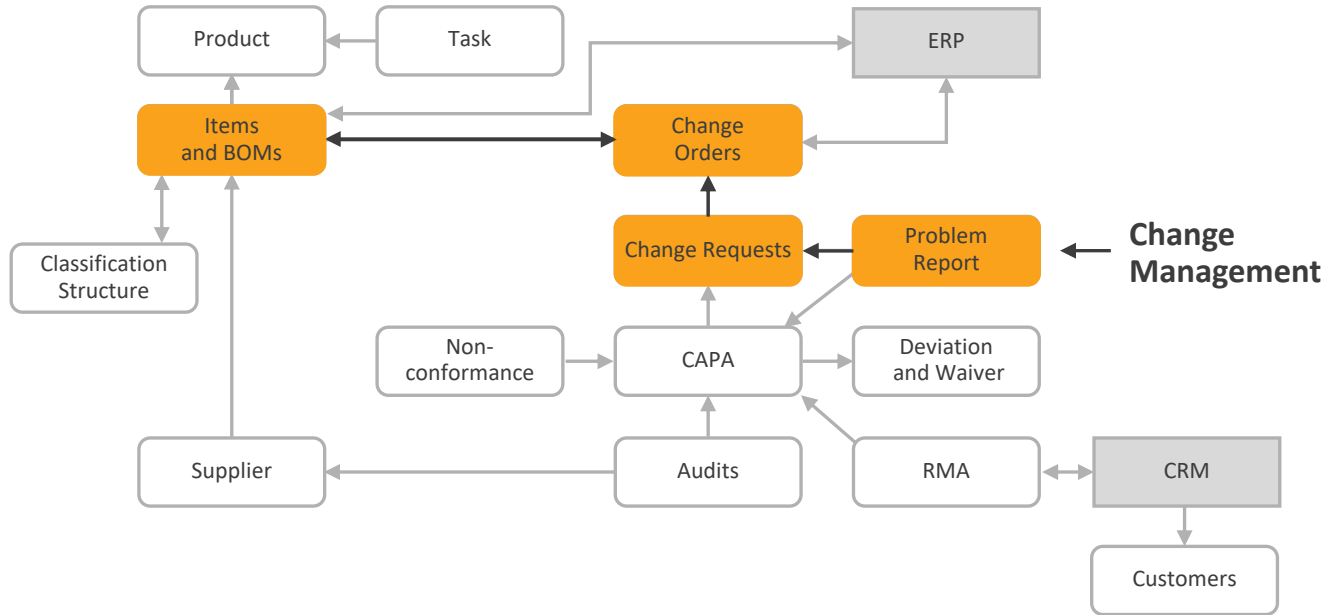 Product
Task
ERP
Items
and BOMs
Change
Orders
Change Requests
Problem
Report
Change
Management
Classification
Structure
Non-
conformance
CAPA
Deviation
and Waiver
Supplier
Audits
RMA
CRM
Customers